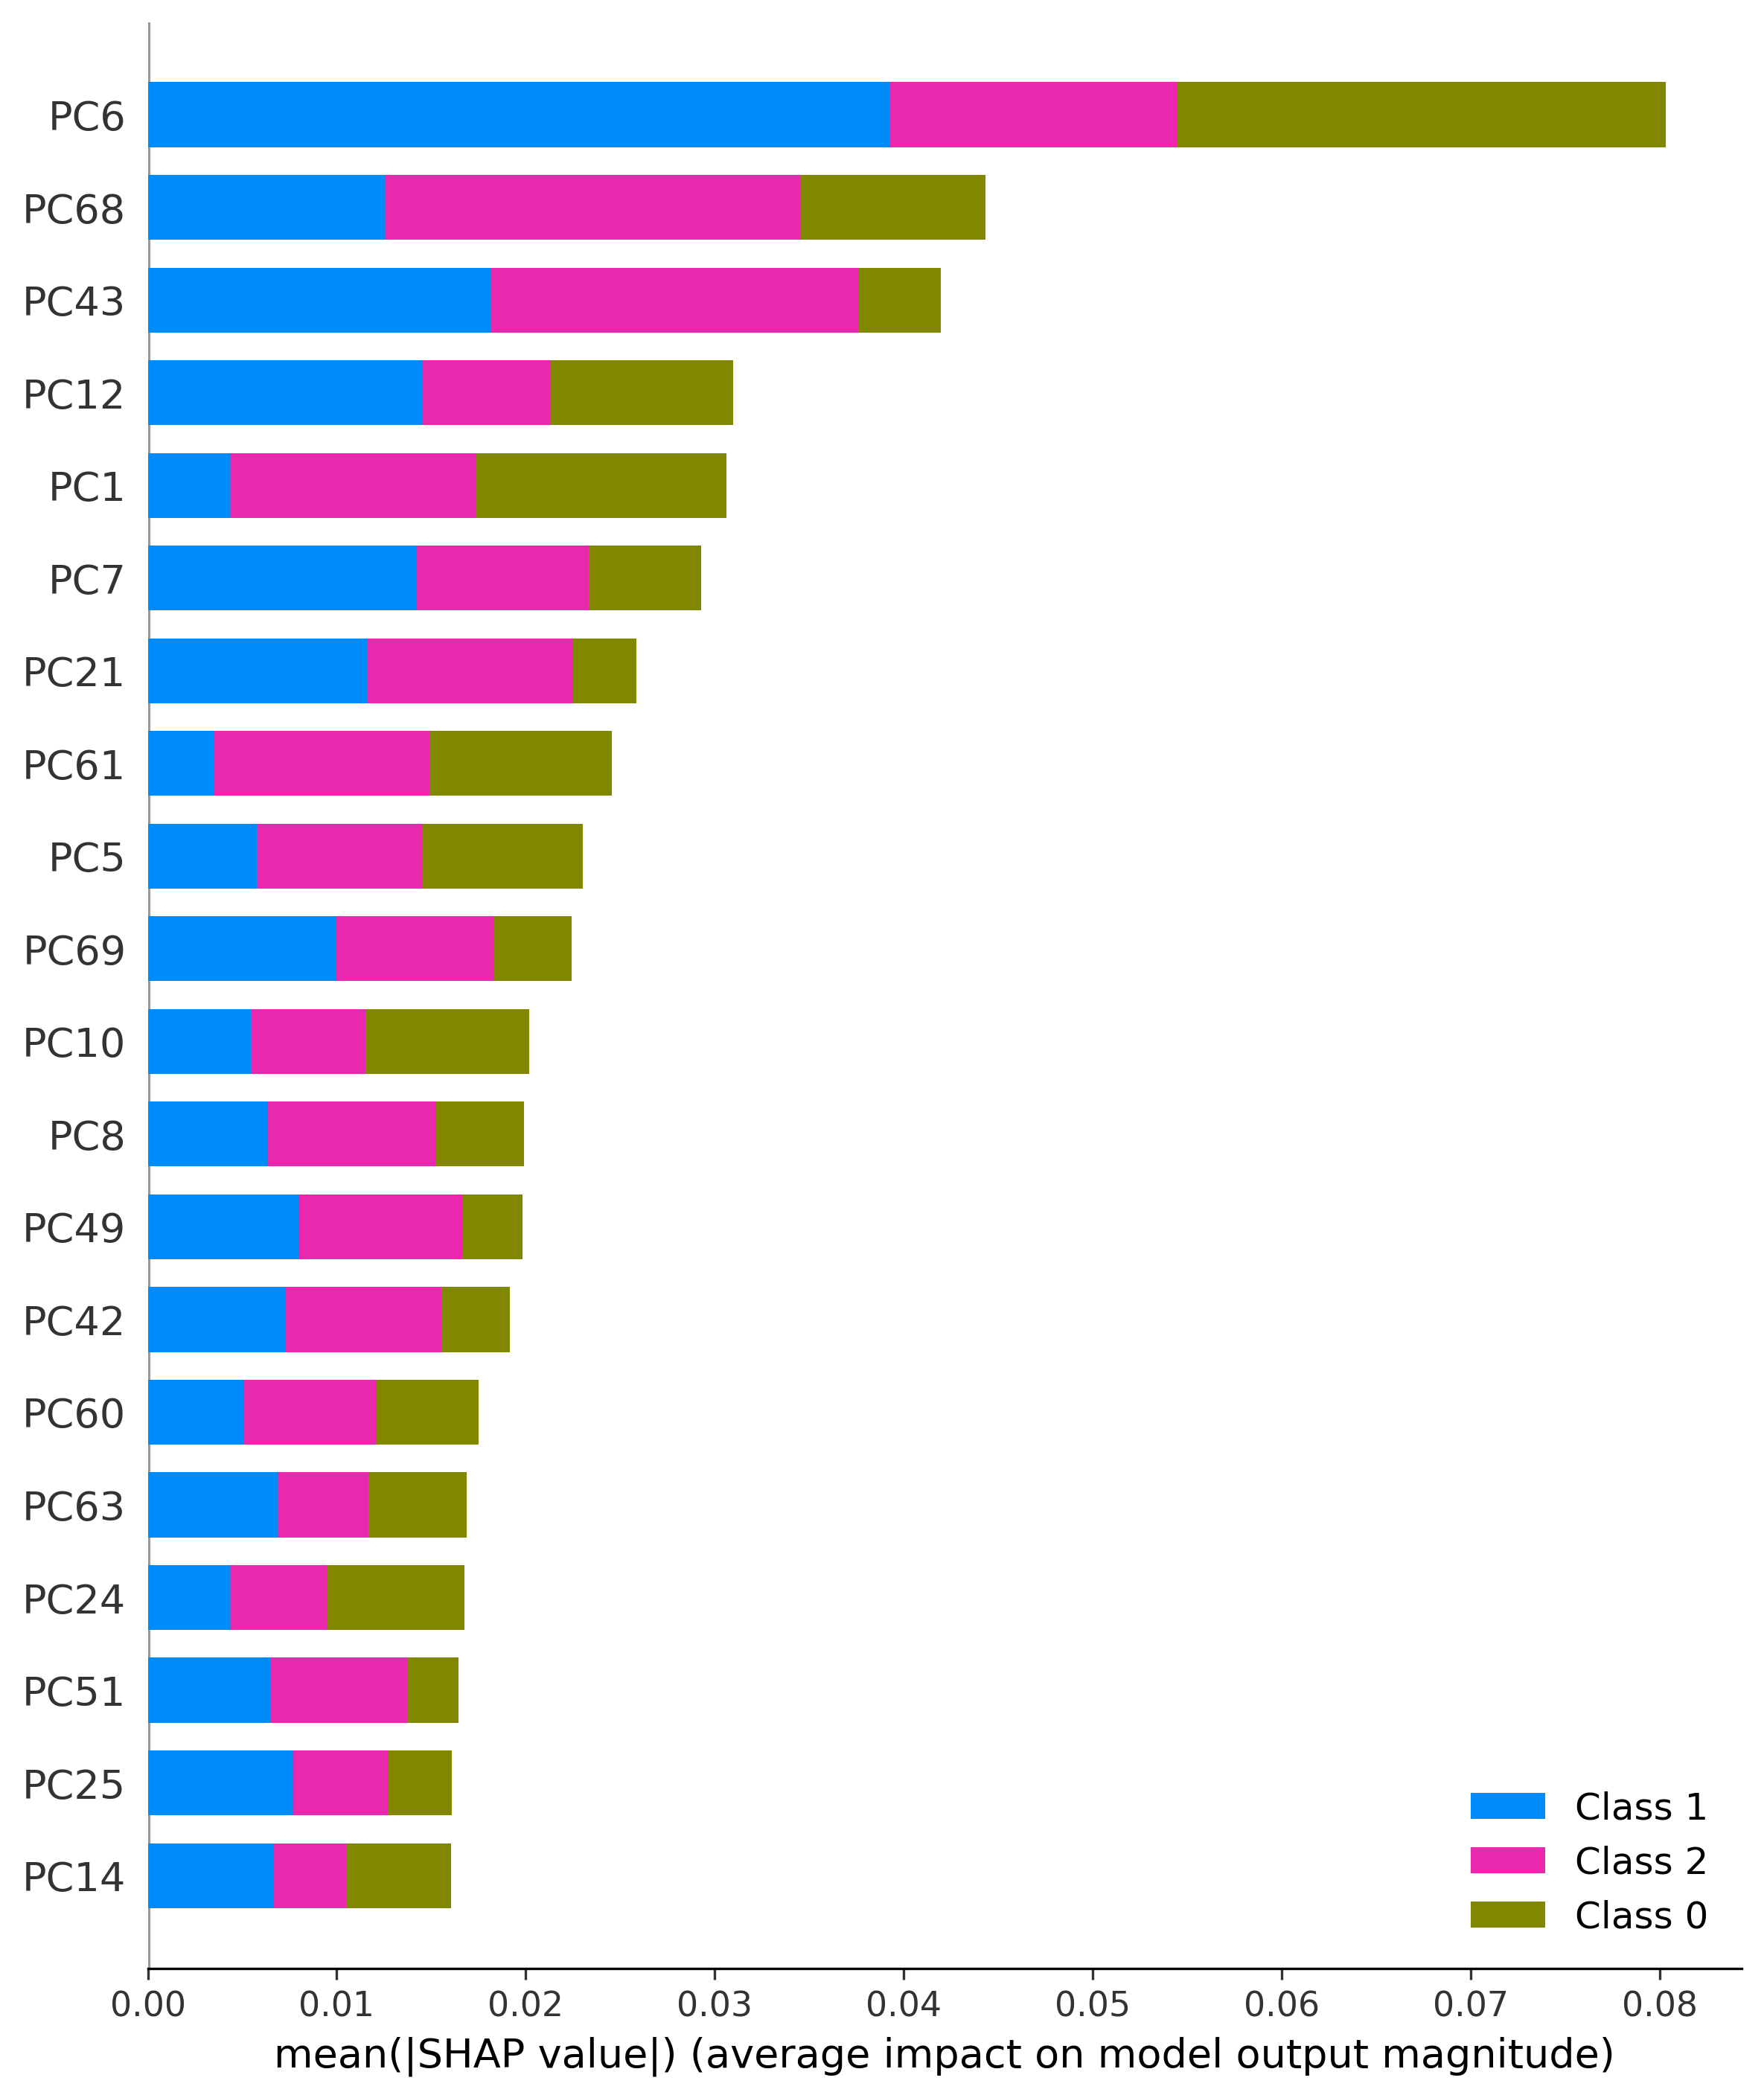 PC6
PC68
PC43
PC12
PC1
PC7
PC21
PC61
PC5
PC69
PC10
PC8
PC49
PC42
PC60
PC63
PC24
PC51
PC25
PC14
Class 1
Class 2
Class 0
0.00 0.01 0.02 0.03 0.04 0.05 0.06 0.07 0.08
mean(|SHAP value|) (average impact on model output magnitude)